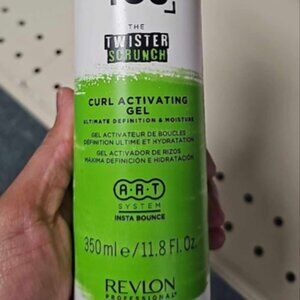 THE
TWISTER
SCRUNCH
CURL ACTIVATING
GEL
ULTIMATE DEFINITION & MOISTURE
GEL ACTIVATEUR DE BOUCLES
DÉFINITION ULTIME ET HYDRATATION
GEL ACTIVADOR DE RIZOS
MÁXIMA DEFINICIÓN E HIDRATACIÓN
A·R·T
SYSTEM
INSTA BOUNCE
350 ml e / 11.8 Fl. Oz.
REVLON
PROFESSIONAL